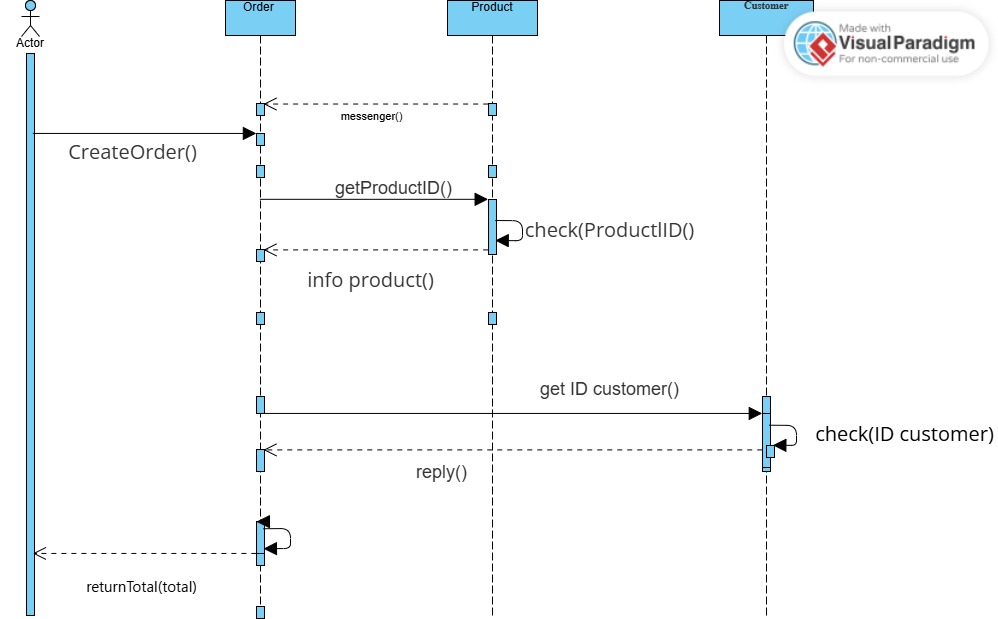 Order
Product
Customer
Made with
Visual Paradigm
For non-commercial use
Actor
messenger()
CreateOrder()
getProductID()
check(ProductlID()
info product()
get ID customer()
check(ID customer)
reply()
returnTotal(total)